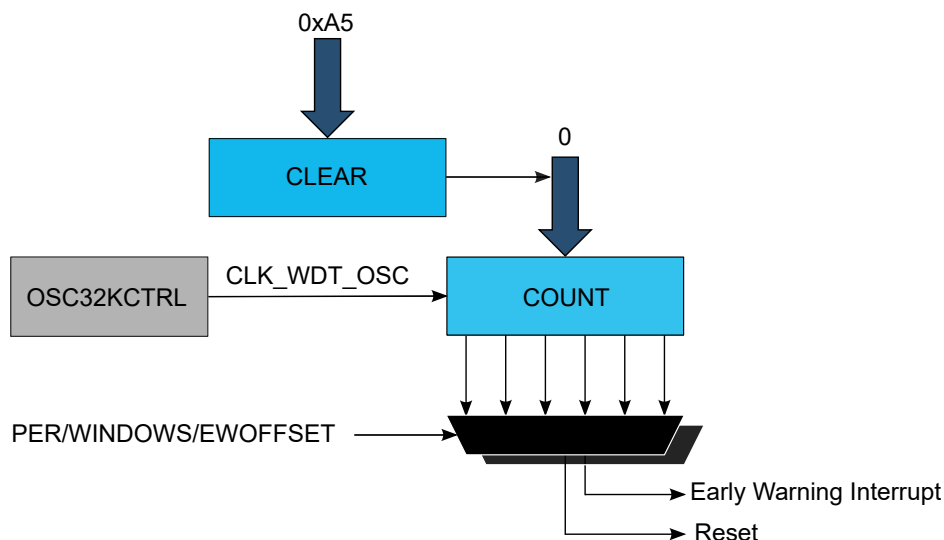 0xA5
0
CLEAR
CLK_WDT_OSC
OSC32KCTRL
COUNT
PER/WINDOWS/EWOFFSET
Early Warning Interrupt
Reset